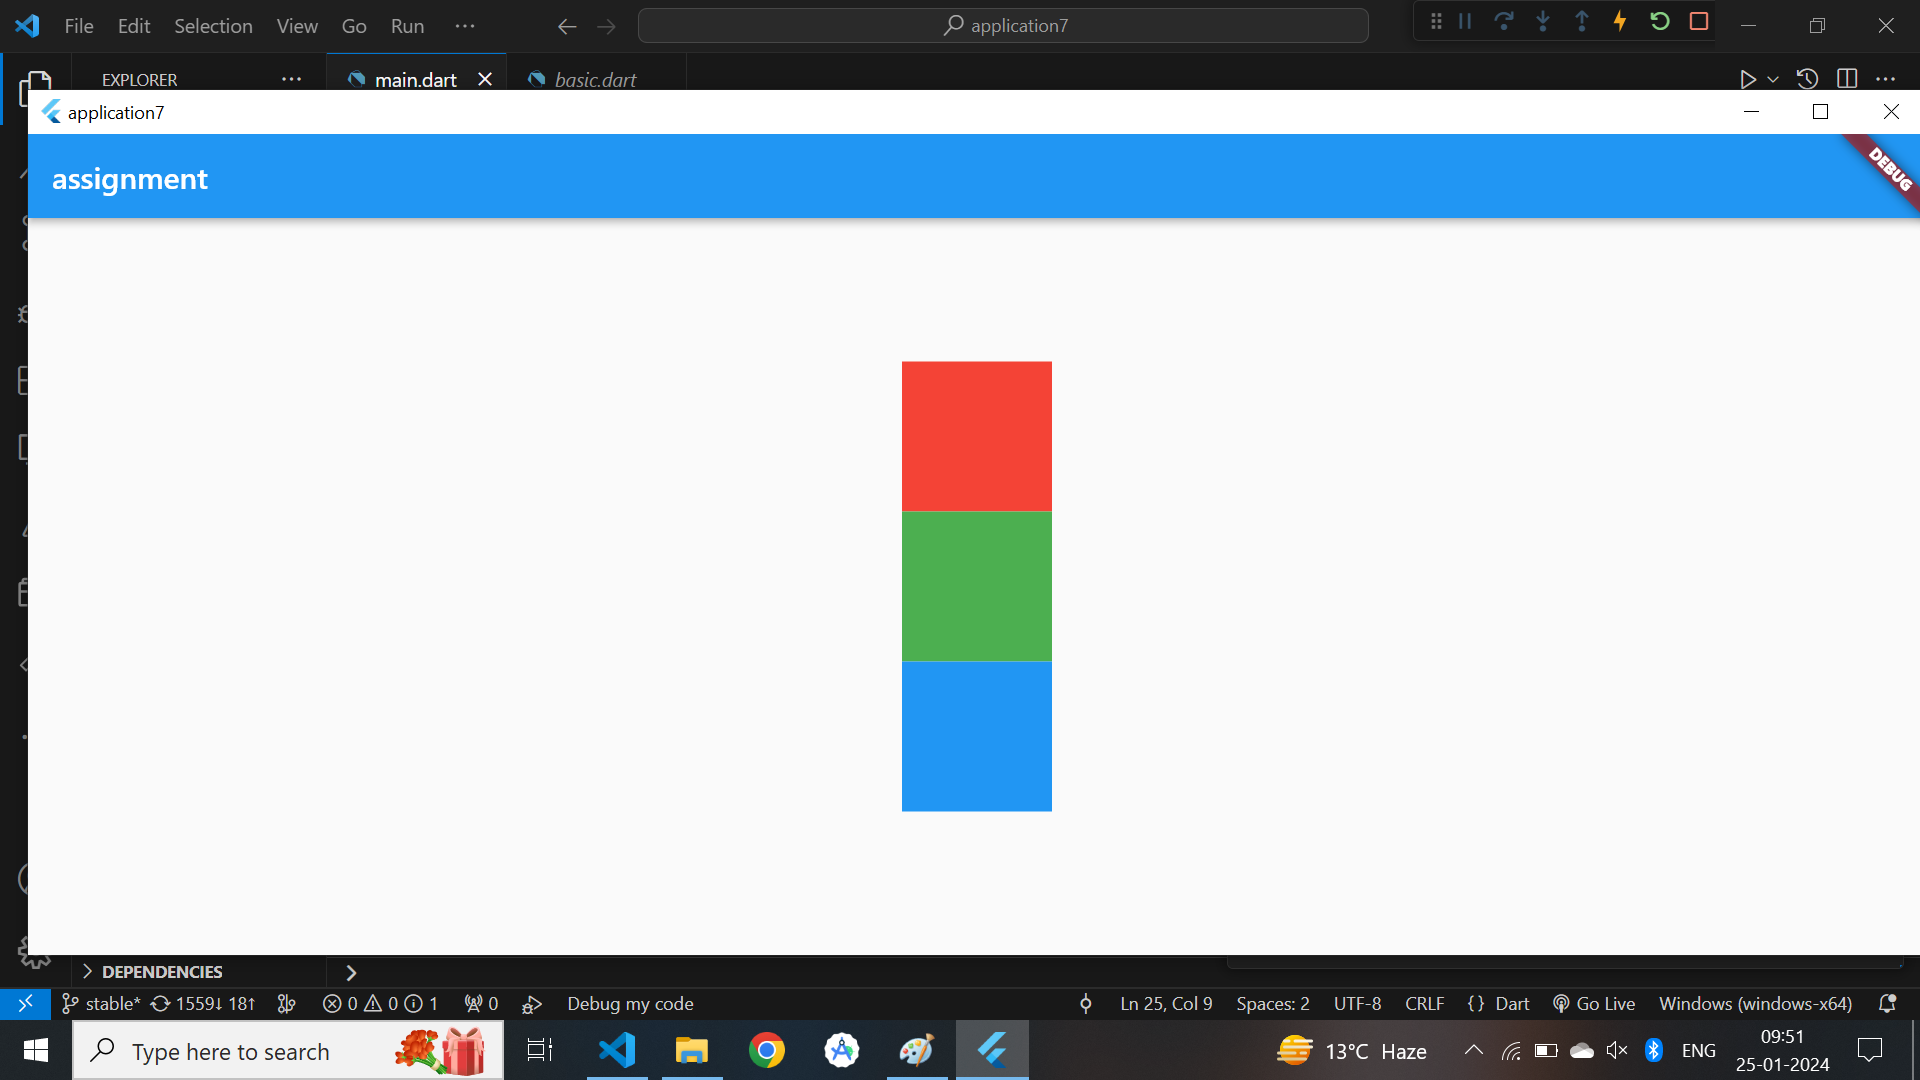 File Edit Selection View Go Run ··· application7
EXPLORER ··· main.dart basic.dart ···
application7
assignment
DEBUG
DEPENDENCIES
stable* 1559↓ 18↑ 0 0 1 0 Debug my code Ln 25, Col 9 Spaces: 2 UTF-8 CRLF {} Dart Go Live Windows (windows-x64)
Type here to search 13°C Haze ENG 09:51
25-01-2024